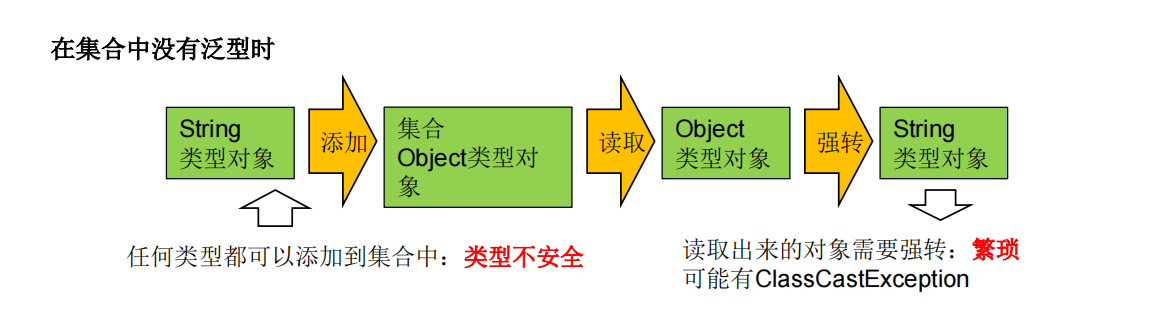 在集合中没有泛型时
String
类型对象
添加
集合
Object类型对
象
读取
Object
类型对象
强转
String
类型对象
任何类型都可以添加到集合中：类型不安全
读取出来的对象需要强转：繁琐
可能有ClassCastException